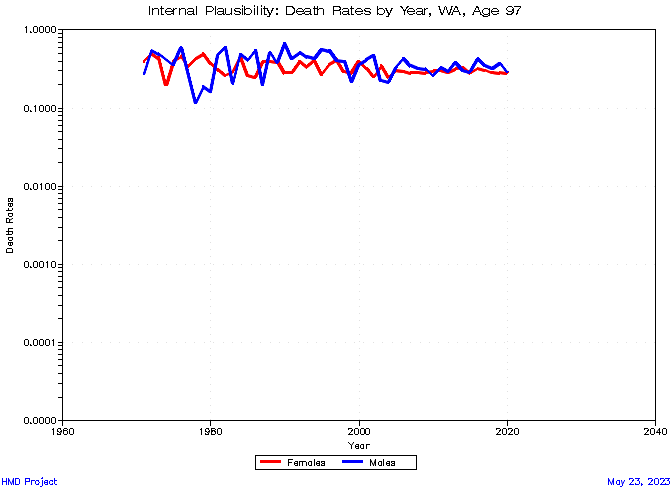 Internal Plausibility: Death Rates by Year, WA, Age 97
1.0000
0.1000
0.0100
0.0010
0.0001
0.0000
Death Rates
1960
1980
2000
2020
2040
Year
Females
Males
HMD Project
May 23, 2023